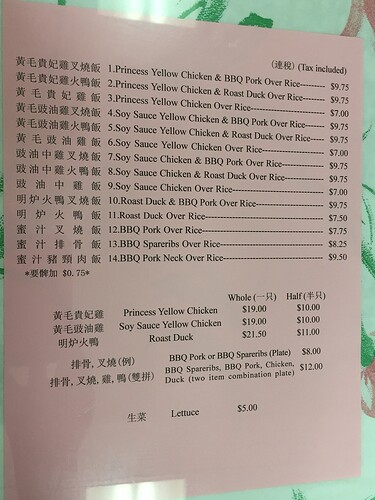 (連稅) (Tax included)
黃毛貴妃雞叉燒飯 1.Princess Yellow Chicken & BBQ Pork Over Rice--------- $9.75
黃毛貴妃雞火鴨飯 2.Princess Yellow Chicken & Roast Duck Over Rice------- $9.75
黃毛貴妃雞飯 3.Princess Yellow Chicken Over Rice------------------------- $7.00
黃毛豉油雞叉燒飯 4.Soy Sauce Yellow Chicken & BBQ Pork Over Rice------- $9.75
黃毛豉油雞火鴨飯 5.Soy Sauce Yellow Chicken & Roast Duck Over Rice----- $9.75
黃毛豉油雞飯 6.Soy Sauce Yellow Chicken Over Rice----------------------- $7.00
豉油中雞叉燒飯 7.Soy Sauce Chicken & BBQ Pork Over Rice---------------- $9.75
豉油中雞火鴨飯 8.Soy Sauce Chicken & Roast Duck Over Rice-------------- $9.75
豉油中雞飯 9.Soy Sauce Chicken Over Rice------------------------------- $7.00
明炉火鴨叉燒飯 10.Roast Duck & BBQ Pork Over Rice----------------------- $9.75
明炉火鴨飯 11.Roast Duck Over Rice-------------------------------------- $7.50
蜜汁叉燒飯 12.BBQ Pork Over Rice---------------------------------------- $7.75
蜜汁排骨飯 13.BBQ Spareribs Over Rice----------------------------------- $8.25
蜜汁豬頸肉飯 14.BBQ Pork Neck Over Rice---------------------------------- $9.50
*要髀加 $0.75*
Whole (一只) Half (半只)
黃毛貴妃雞 Princess Yellow Chicken $19.00 $10.00
黃毛豉油雞 Soy Sauce Yellow Chicken $19.00 $10.00
明炉火鴨 Roast Duck $21.50 $11.00
排骨,叉燒(例) BBQ Pork or BBQ Spareribs (Plate) $8.00
排骨,叉燒,雞,鴨(雙拼) BBQ Spareribs, BBQ Pork, Chicken, $12.00
Duck (two item combination plate)
生菜 Lettuce $5.00